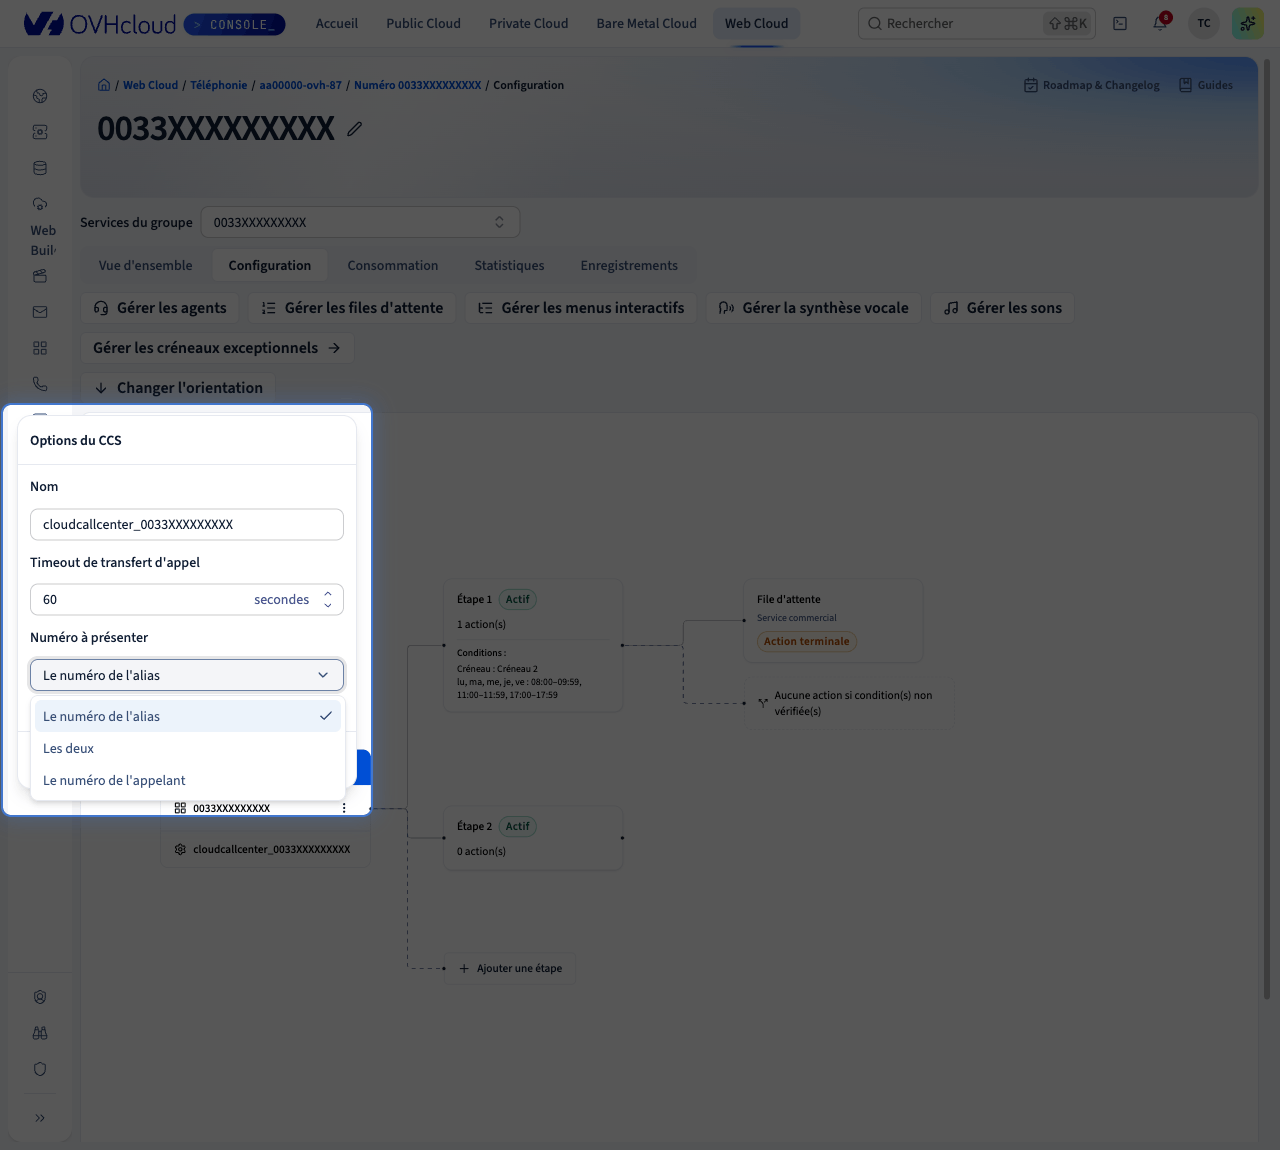 OVHcloud > CONSOLE_
Accueil
Public Cloud
Private Cloud
Bare Metal Cloud
Web Cloud
Rechercher
⇧⌘K
8
TC
/ Web Cloud / Téléphonie / aa00000-ovh-87 / Numéro 0033XXXXXXXXX / Configuration
Roadmap & Changelog
Guides
0033XXXXXXXXX
Services du groupe
0033XXXXXXXXX
Web
Buil
Vue d'ensemble
Configuration
Consommation
Statistiques
Enregistrements
Gérer les agents
Gérer les files d'attente
Gérer les menus interactifs
Gérer la synthèse vocale
Gérer les sons
Gérer les créneaux exceptionnels
Changer l'orientation
Options du CCS
Nom
cloudcallcenter_0033XXXXXXXXX
Timeout de transfert d'appel
60
secondes
Numéro à présenter
Le numéro de l'alias
Le numéro de l'alias
Les deux
Le numéro de l'appelant
0033XXXXXXXXX
cloudcallcenter_0033XXXXXXXXX
Étape 1
Actif
1 action(s)
Conditions :
Créneau : Créneau 2
lu, ma, me, je, ve : 08:00–09:59,
11:00–11:59, 17:00–17:59
File d'attente
Service commercial
Action terminale
Aucune action si condition(s) non
vérifiée(s)
Étape 2
Actif
0 action(s)
Ajouter une étape